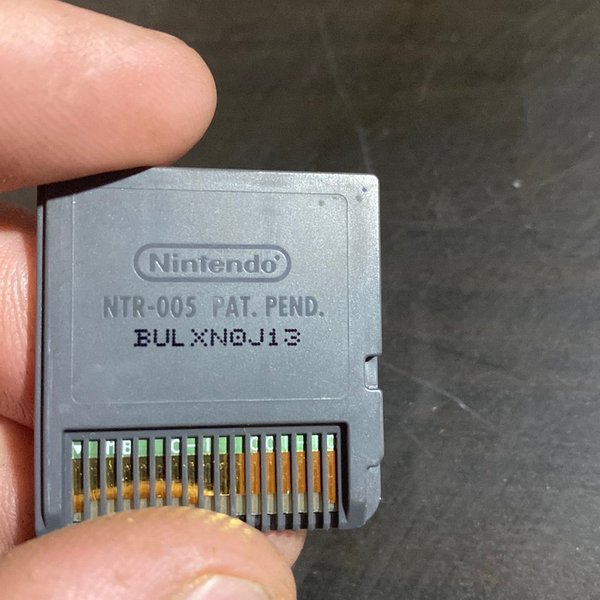 Nintendo
NTR-005 PAT. PEND.
BULXN0J13